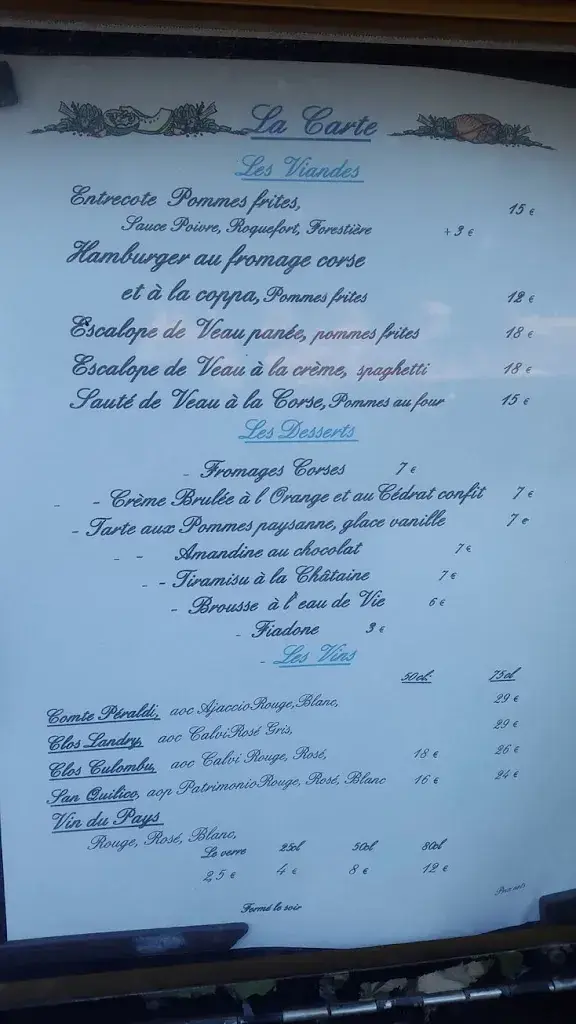 La Carte
Les Viandes
Entrecote Pommes frites, 15 €
Sauce Poivre, Roquefort, Forestière + 3 €
Hamburger au fromage corse
et à la coppa, Pommes frites 12 €
Escalope de Veau panée, pommes frites 18 €
Escalope de Veau à la crème, spaghetti 18 €
Sauté de Veau à la Corse, Pommes au four 15 €
Les Desserts
- Fromages Corses 7 €
- - Crème Brulée à l Orange et au Cédrat confit 7 €
- Tarte aux Pommes paysanne, glace vanille 7 €
- - Amandine au chocolat 7 €
- - Tiramisu à la Châtaine 7 €
- Brousse à l'eau de Vie 6 €
- Fiadone 3 €
- Les Vins
50cl. 75cl
Comte Péraldi, aoc Ajaccio Rouge, Blanc, 29 €
Clos Landry, aoc Calvi Rosé Gris, 29 €
Clos Culombu, aoc Calvi Rouge, Rosé, 18 € 26 €
San Quilico, aop Patrimonio Rouge, Rosé, Blanc 16 € 24 €
Vin du Pays
Rouge, Rosé, Blanc,
Le verre 25cl 50cl 80cl
2,5 € 4 € 8 € 12 €
Prix nets
Fermé le soir